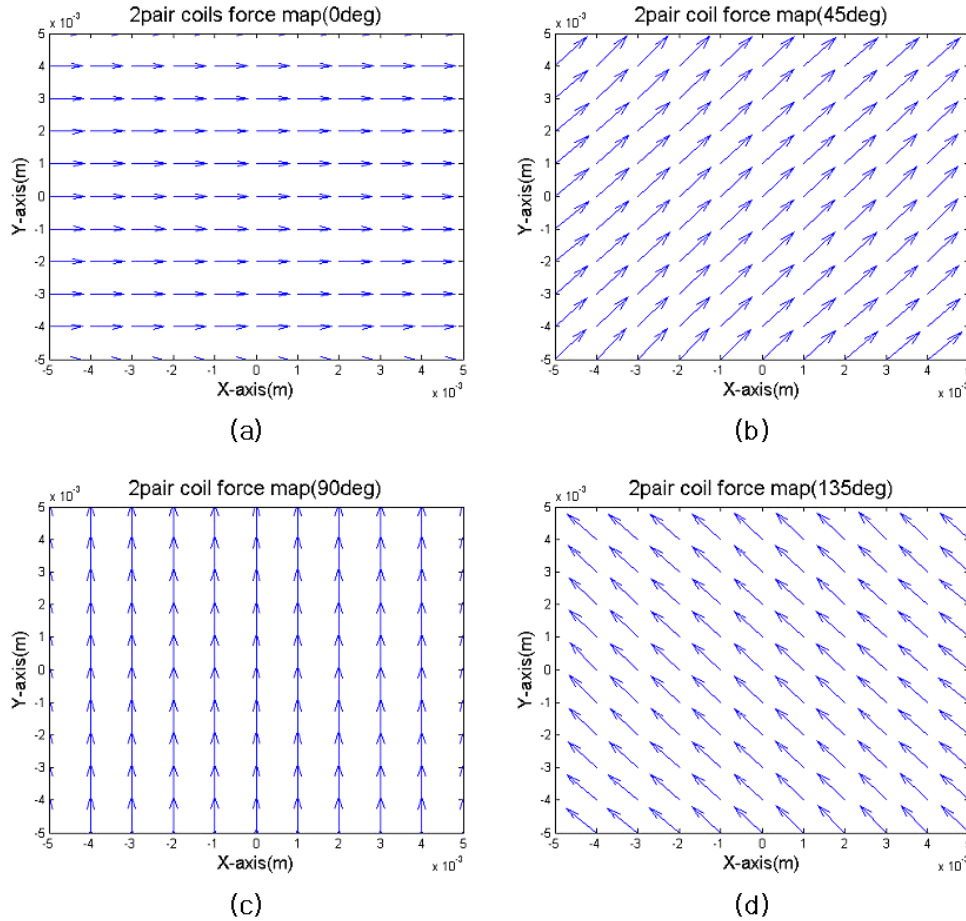 2pair coils force map(0deg)
x 10⁻³
5
4
3
2
1
0
-1
-2
-3
-4
-5
Y-axis(m)
-5 -4 -3 -2 -1 0 1 2 3 4 5
X-axis(m)
x 10⁻³
(a)
2pair coil force map(45deg)
x 10⁻³
5
4
3
2
1
0
-1
-2
-3
-4
-5
Y-axis(m)
-5 -4 -3 -2 -1 0 1 2 3 4 5
X-axis(m)
x 10⁻³
(b)
2pair coil force map(90deg)
x 10⁻³
5
4
3
2
1
0
-1
-2
-3
-4
-5
Y-axis(m)
-5 -4 -3 -2 -1 0 1 2 3 4 5
X-axis(m)
x 10⁻³
(c)
2pair coil force map(135deg)
x 10⁻³
5
4
3
2
1
0
-1
-2
-3
-4
-5
Y-axis(m)
-5 -4 -3 -2 -1 0 1 2 3 4 5
X-axis(m)
x 10⁻³
(d)